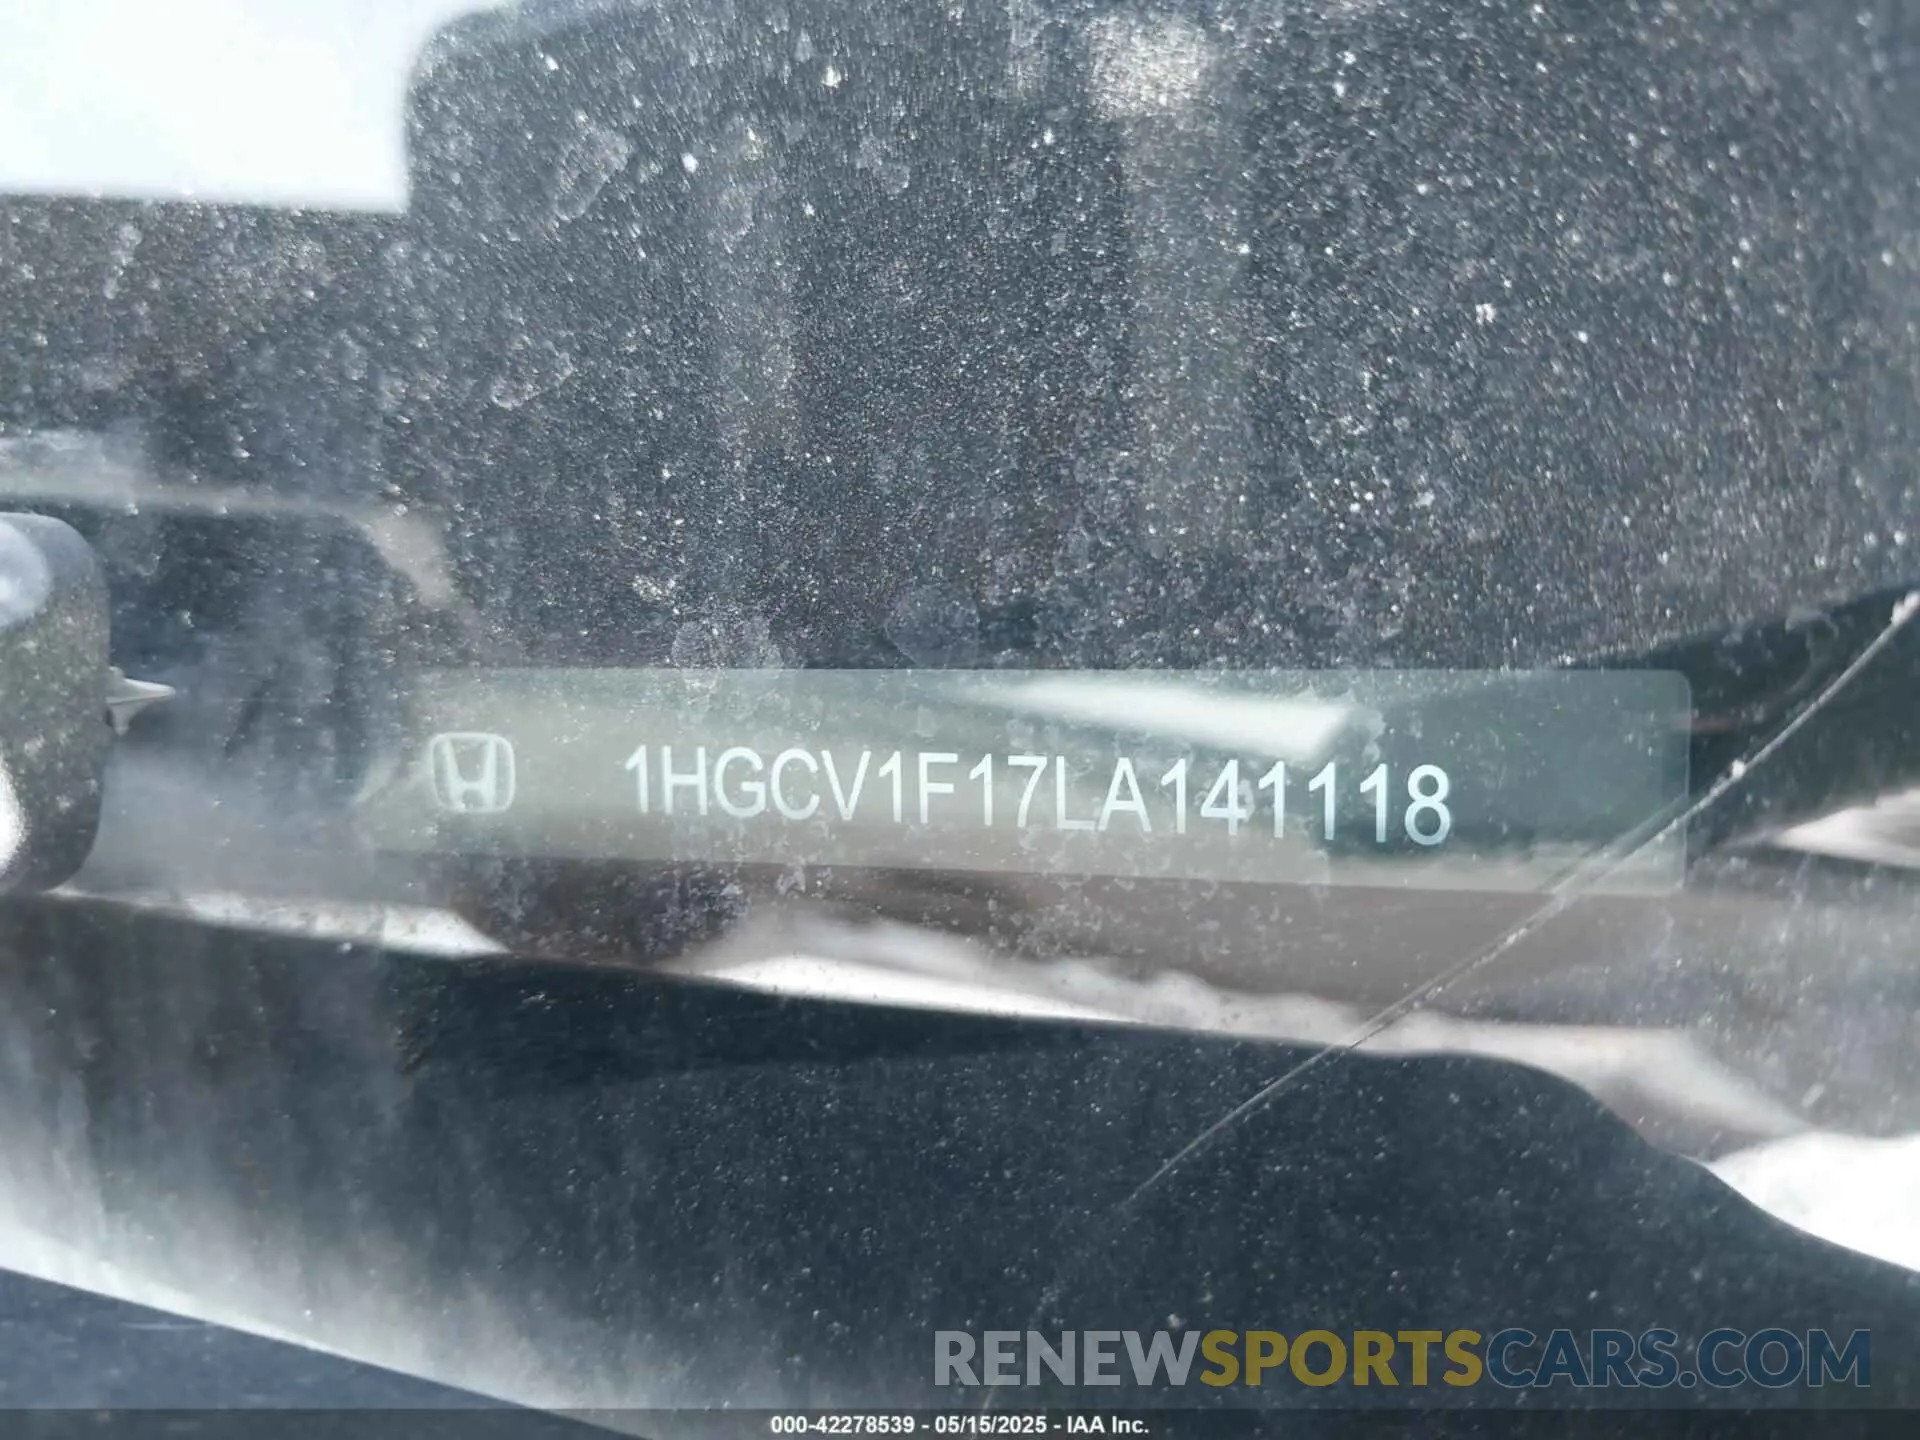 1HGCV1F17LA141118
RENEWSPORTSCARS.COM
000-42278539 - 05/15/2025 - IAA Inc.